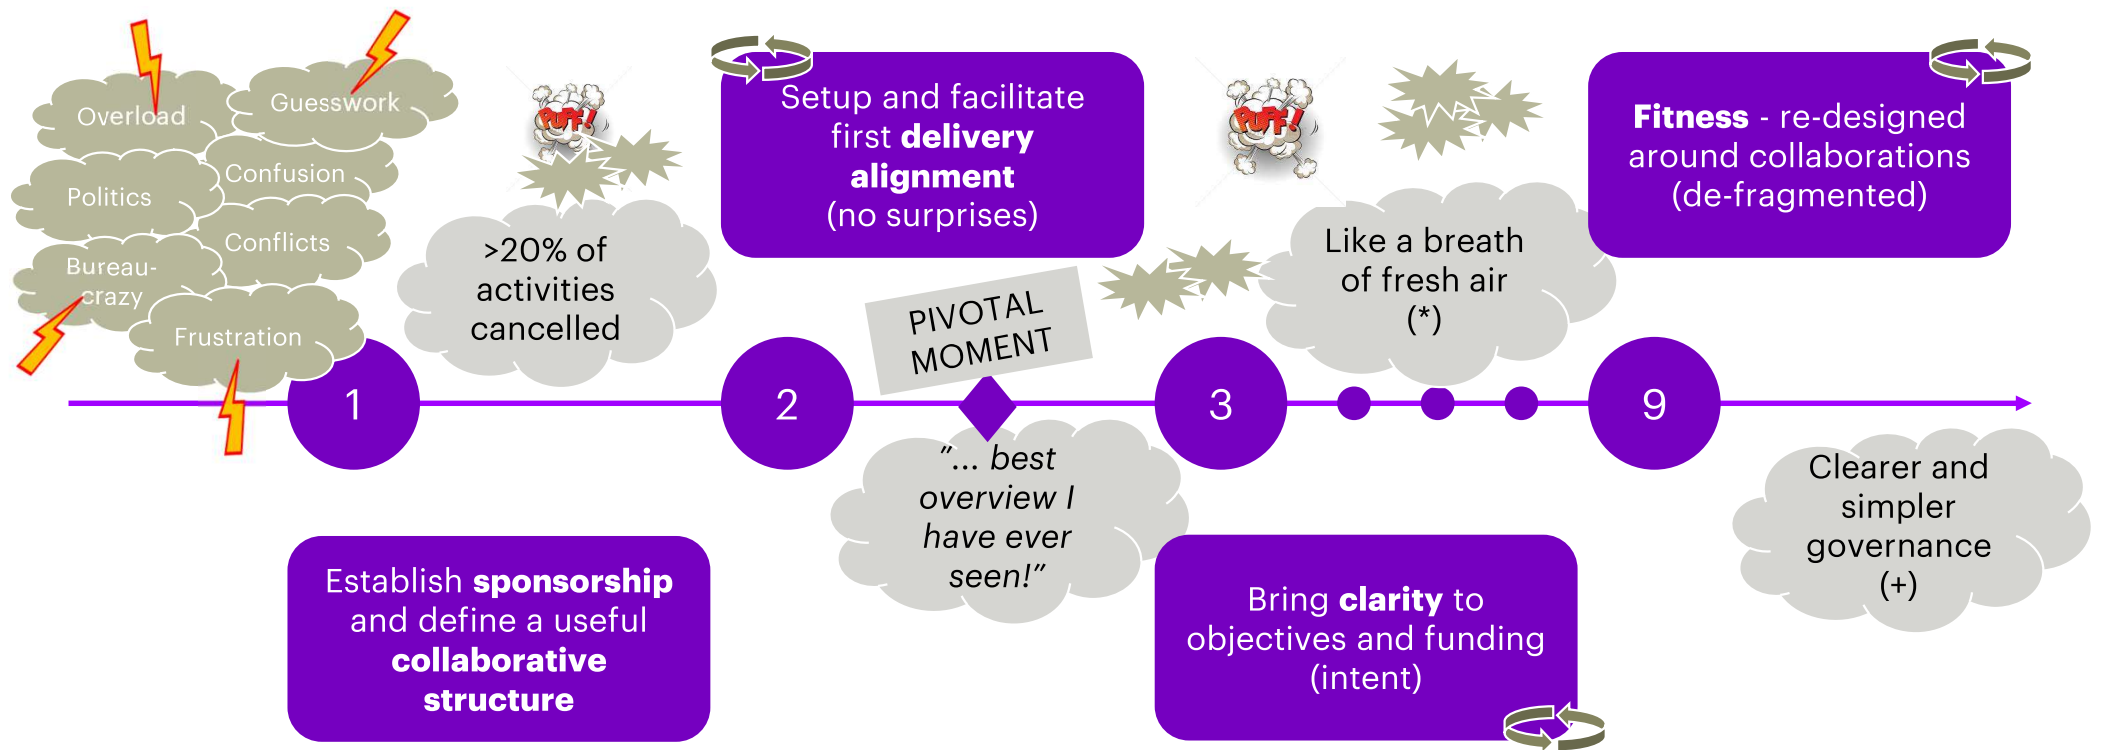 Overload
Guesswork
Confusion
Politics
Conflicts
Bureau-
crazy
Frustration
PUFF!
>20% of
activities
cancelled
Setup and facilitate
first delivery
alignment
(no surprises)
PIVOTAL
MOMENT
PUFF!
Like a breath
of fresh air
(*)
Fitness - re-designed
around collaborations
(de-fragmented)
1
2
3
9
"... best
overview I
have ever
seen!"
Clearer and
simpler
governance
(+)
Establish sponsorship
and define a useful
collaborative
structure
Bring clarity to
objectives and funding
(intent)